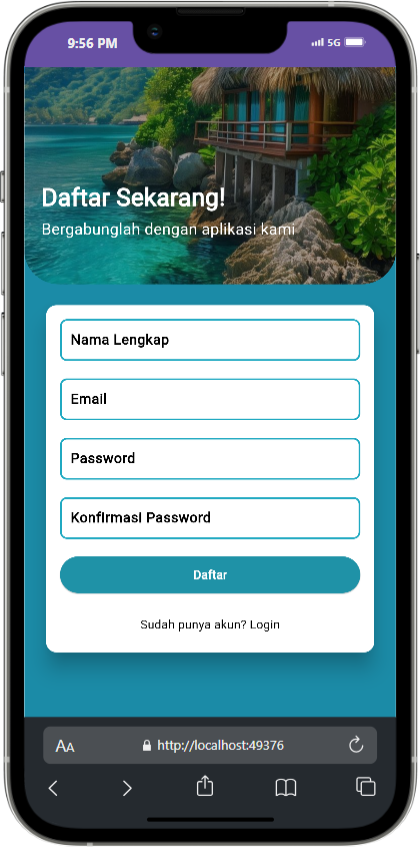 9:56 PM
5G
Daftar Sekarang!
Bergabunglah dengan aplikasi kami
Nama Lengkap
Email
Password
Konfirmasi Password
Daftar
Sudah punya akun? Login
AA
http://localhost:49376